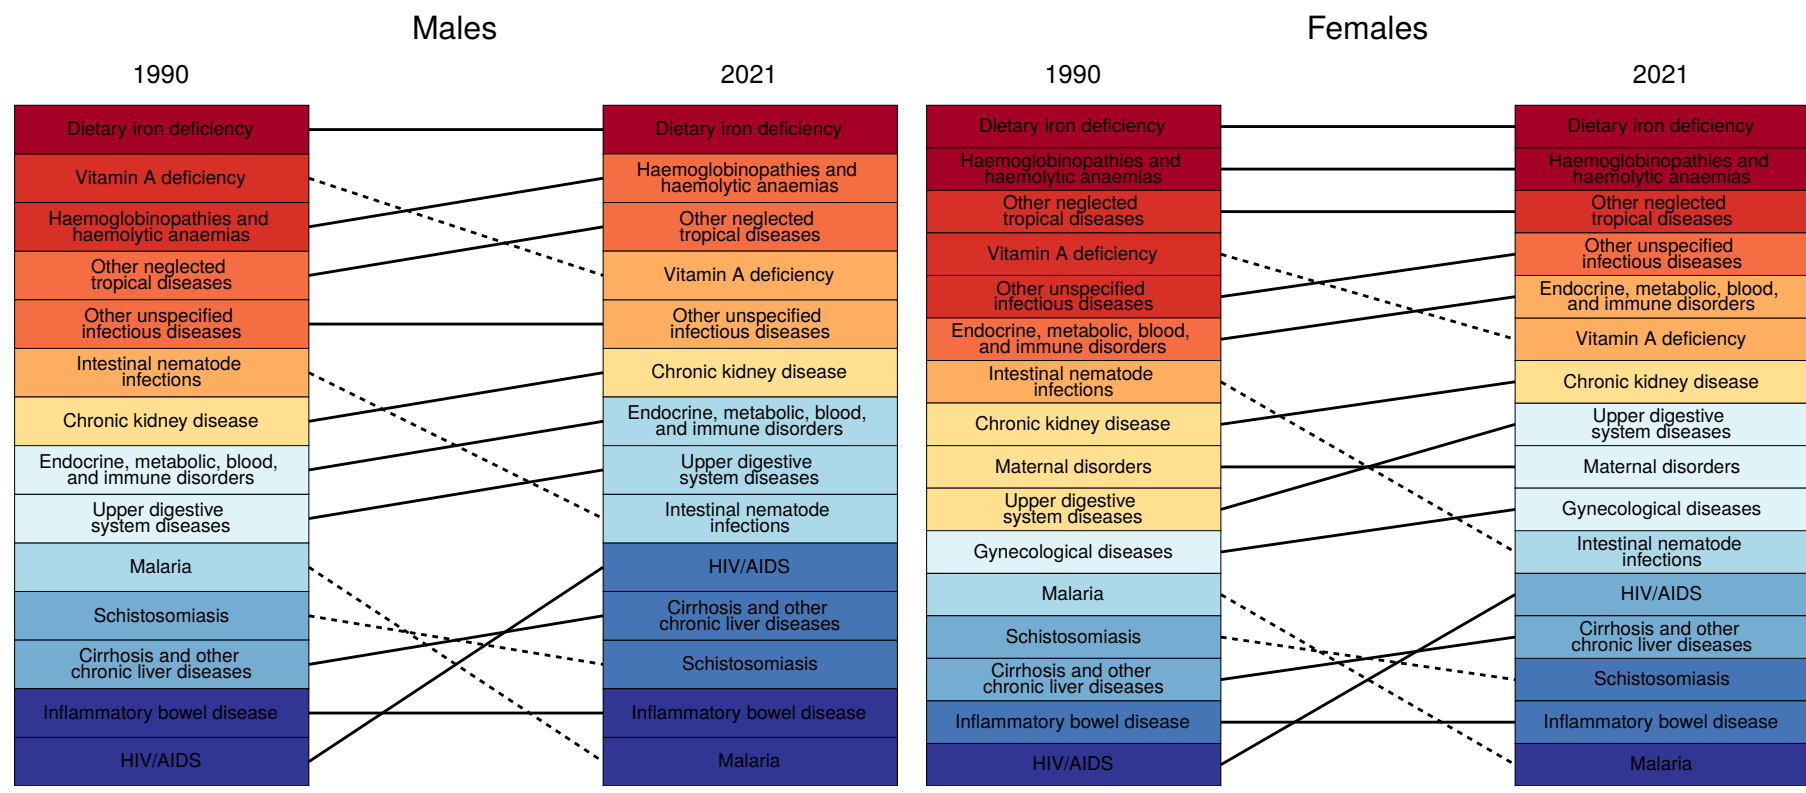 Males
1990
2021
Dietary iron deficiency
Vitamin A deficiency
Haemoglobinopathies and
haemolytic anaemias
Other neglected
tropical diseases
Other unspecified
infectious diseases
Intestinal nematode
infections
Chronic kidney disease
Endocrine, metabolic, blood,
and immune disorders
Upper digestive
system diseases
Malaria
Schistosomiasis
Cirrhosis and other
chronic liver diseases
Inflammatory bowel disease
HIV/AIDS
Dietary iron deficiency
Haemoglobinopathies and
haemolytic anaemias
Other neglected
tropical diseases
Vitamin A deficiency
Other unspecified
infectious diseases
Chronic kidney disease
Endocrine, metabolic, blood,
and immune disorders
Upper digestive
system diseases
Intestinal nematode
infections
HIV/AIDS
Cirrhosis and other
chronic liver diseases
Schistosomiasis
Inflammatory bowel disease
Malaria
Females
1990
2021
Dietary iron deficiency
Haemoglobinopathies and
haemolytic anaemias
Other neglected
tropical diseases
Vitamin A deficiency
Other unspecified
infectious diseases
Endocrine, metabolic, blood,
and immune disorders
Intestinal nematode
infections
Chronic kidney disease
Maternal disorders
Upper digestive
system diseases
Gynecological diseases
Malaria
Schistosomiasis
Cirrhosis and other
chronic liver diseases
Inflammatory bowel disease
HIV/AIDS
Dietary iron deficiency
Haemoglobinopathies and
haemolytic anaemias
Other neglected
tropical diseases
Other unspecified
infectious diseases
Endocrine, metabolic, blood,
and immune disorders
Vitamin A deficiency
Chronic kidney disease
Upper digestive
system diseases
Maternal disorders
Gynecological diseases
Intestinal nematode
infections
HIV/AIDS
Cirrhosis and other
chronic liver diseases
Schistosomiasis
Inflammatory bowel disease
Malaria